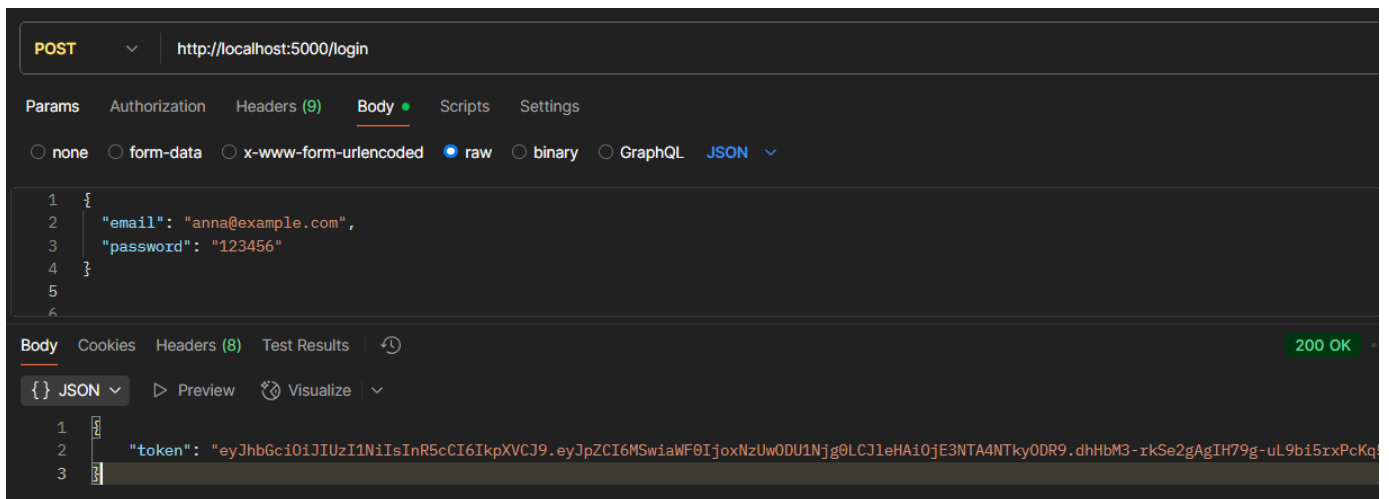 POST http://localhost:5000/login
Params Authorization Headers (9) Body Scripts Settings
none form-data x-www-form-urlencoded raw binary GraphQL JSON
1 {
2 "email": "anna@example.com",
3 "password": "123456"
4 }
5
6
Body Cookies Headers (8) Test Results 200 OK
{} JSON Preview Visualize
1 {
2 "token": "eyJhbGciOiJIUzI1NiIsInR5cCI6IkpXVCJ9.eyJpZCI6MSwiaWF0IjoxNzUwODU1Njg0LCJleHAiOjE3NTA4NTkyODR9.dhHbM3-rkSe2gAgIH79g-uL9bi5rxPcKq5
3 }